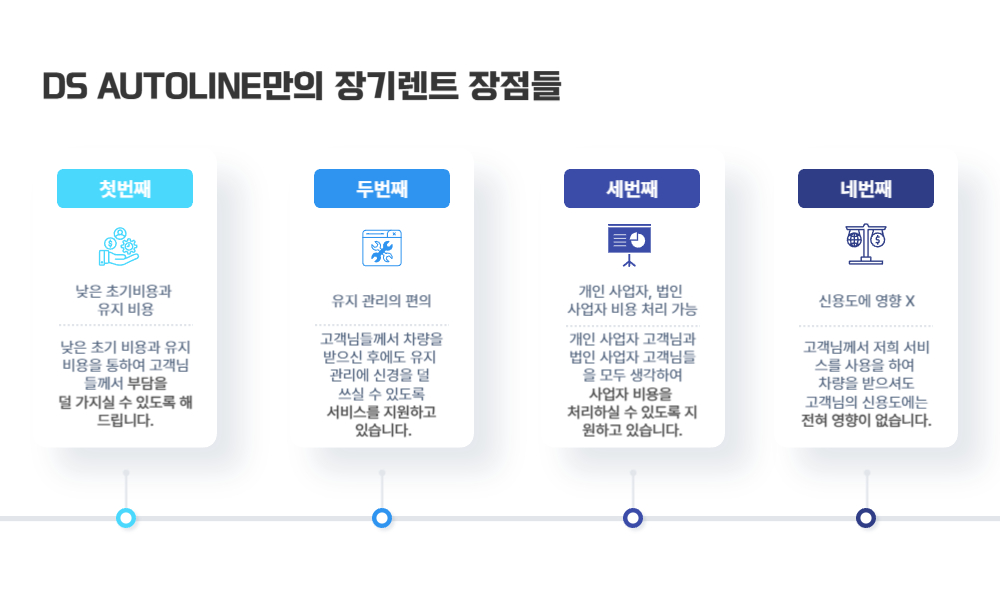 DS AUTOLINE만의 장기렌트 장점들
첫번째
낮은 초기비용과
유지 비용
낮은 초기 비용과 유지
비용을 통하여 고객님
들께서 부담을
덜 가지실 수 있도록 해
드립니다.
두번째
유지 관리의 편의
고객님들께서 차량을
받으신 후에도 유지
관리에 신경을 덜
쓰실 수 있도록
서비스를 지원하고
있습니다.
세번째
개인 사업자, 법인
사업자 비용 처리 가능
개인 사업자 고객님과
법인 사업자 고객님들
을 모두 생각하여
사업자 비용을
처리하실 수 있도록 지
원하고 있습니다.
네번째
신용도에 영향 X
고객님께서 저희 서비
스를 사용을 하여
차량을 받으셔도
고객님의 신용도에는
전혀 영향이 없습니다.